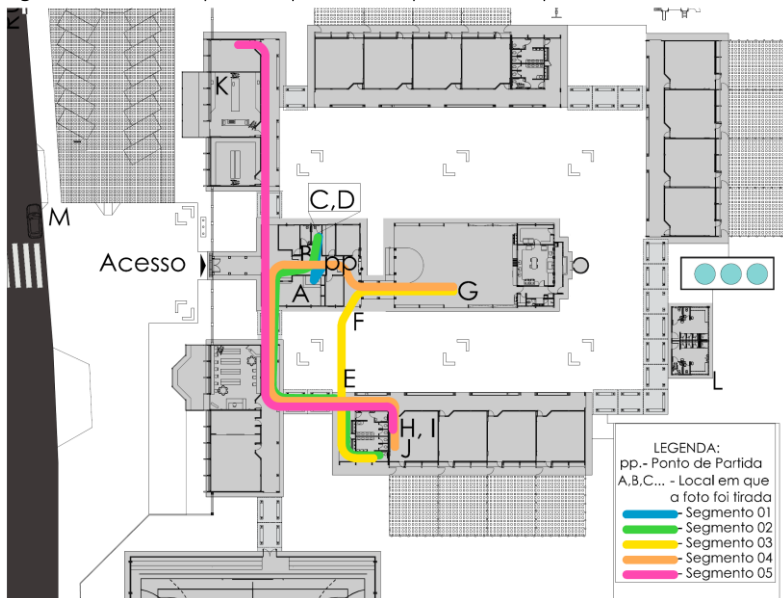 K
C,D
M
B
Acesso
pp
A
G
F
E
H, I
J
L
LEGENDA:
pp.- Ponto de Partida
A,B,C... - Local em que
a foto foi tirada
- Segmento 01
- Segmento 02
- Segmento 03
- Segmento 04
- Segmento 05